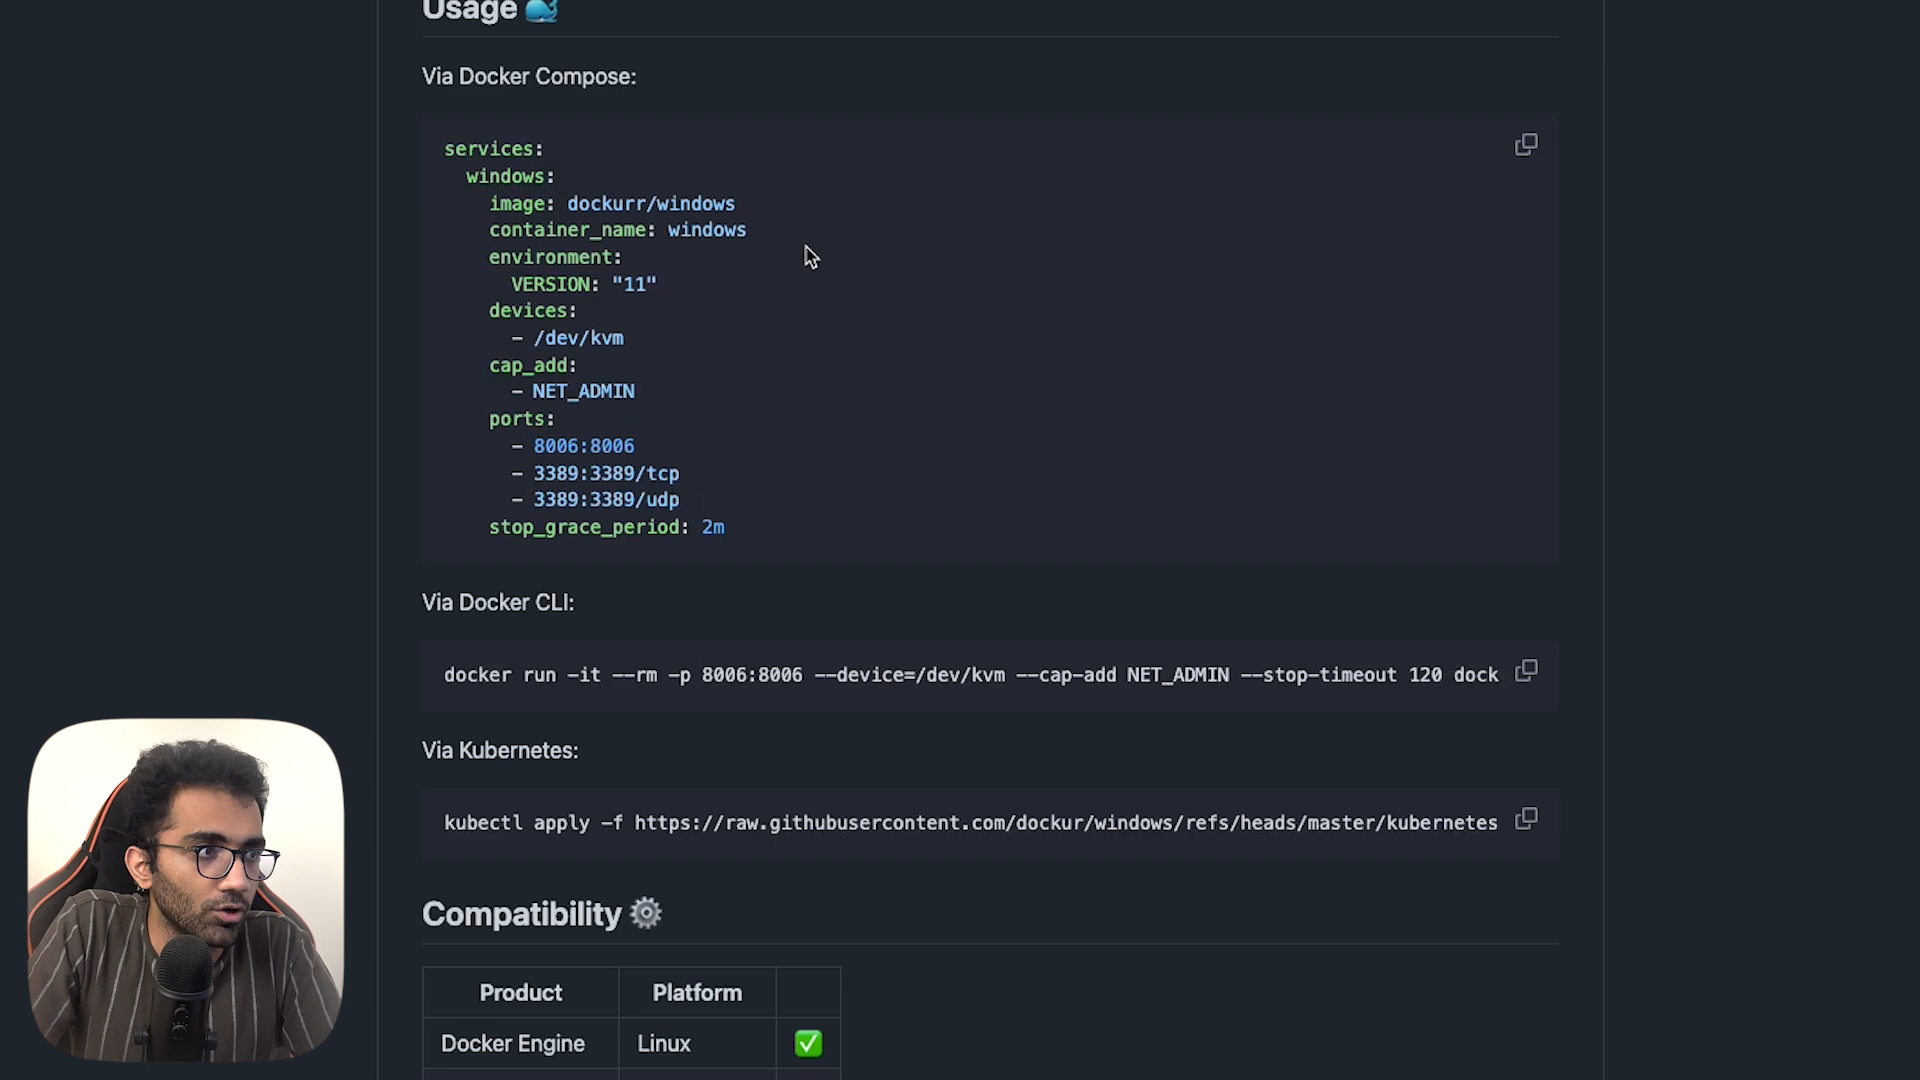 Usage 🐳
Via Docker Compose:
services:
  windows:
    image: dockurr/windows
    container_name: windows
    environment:
      VERSION: "11"
    devices:
      - /dev/kvm
    cap_add:
      - NET_ADMIN
    ports:
      - 8006:8006
      - 3389:3389/tcp
      - 3389:3389/udp
    stop_grace_period: 2m
Via Docker CLI:
docker run -it --rm -p 8006:8006 --device=/dev/kvm --cap-add NET_ADMIN --stop-timeout 120 dock
Via Kubernetes:
kubectl apply -f https://raw.githubusercontent.com/dockur/windows/refs/heads/master/kubernetes
Compatibility ⚙️
Product Platform
Docker Engine Linux ✅